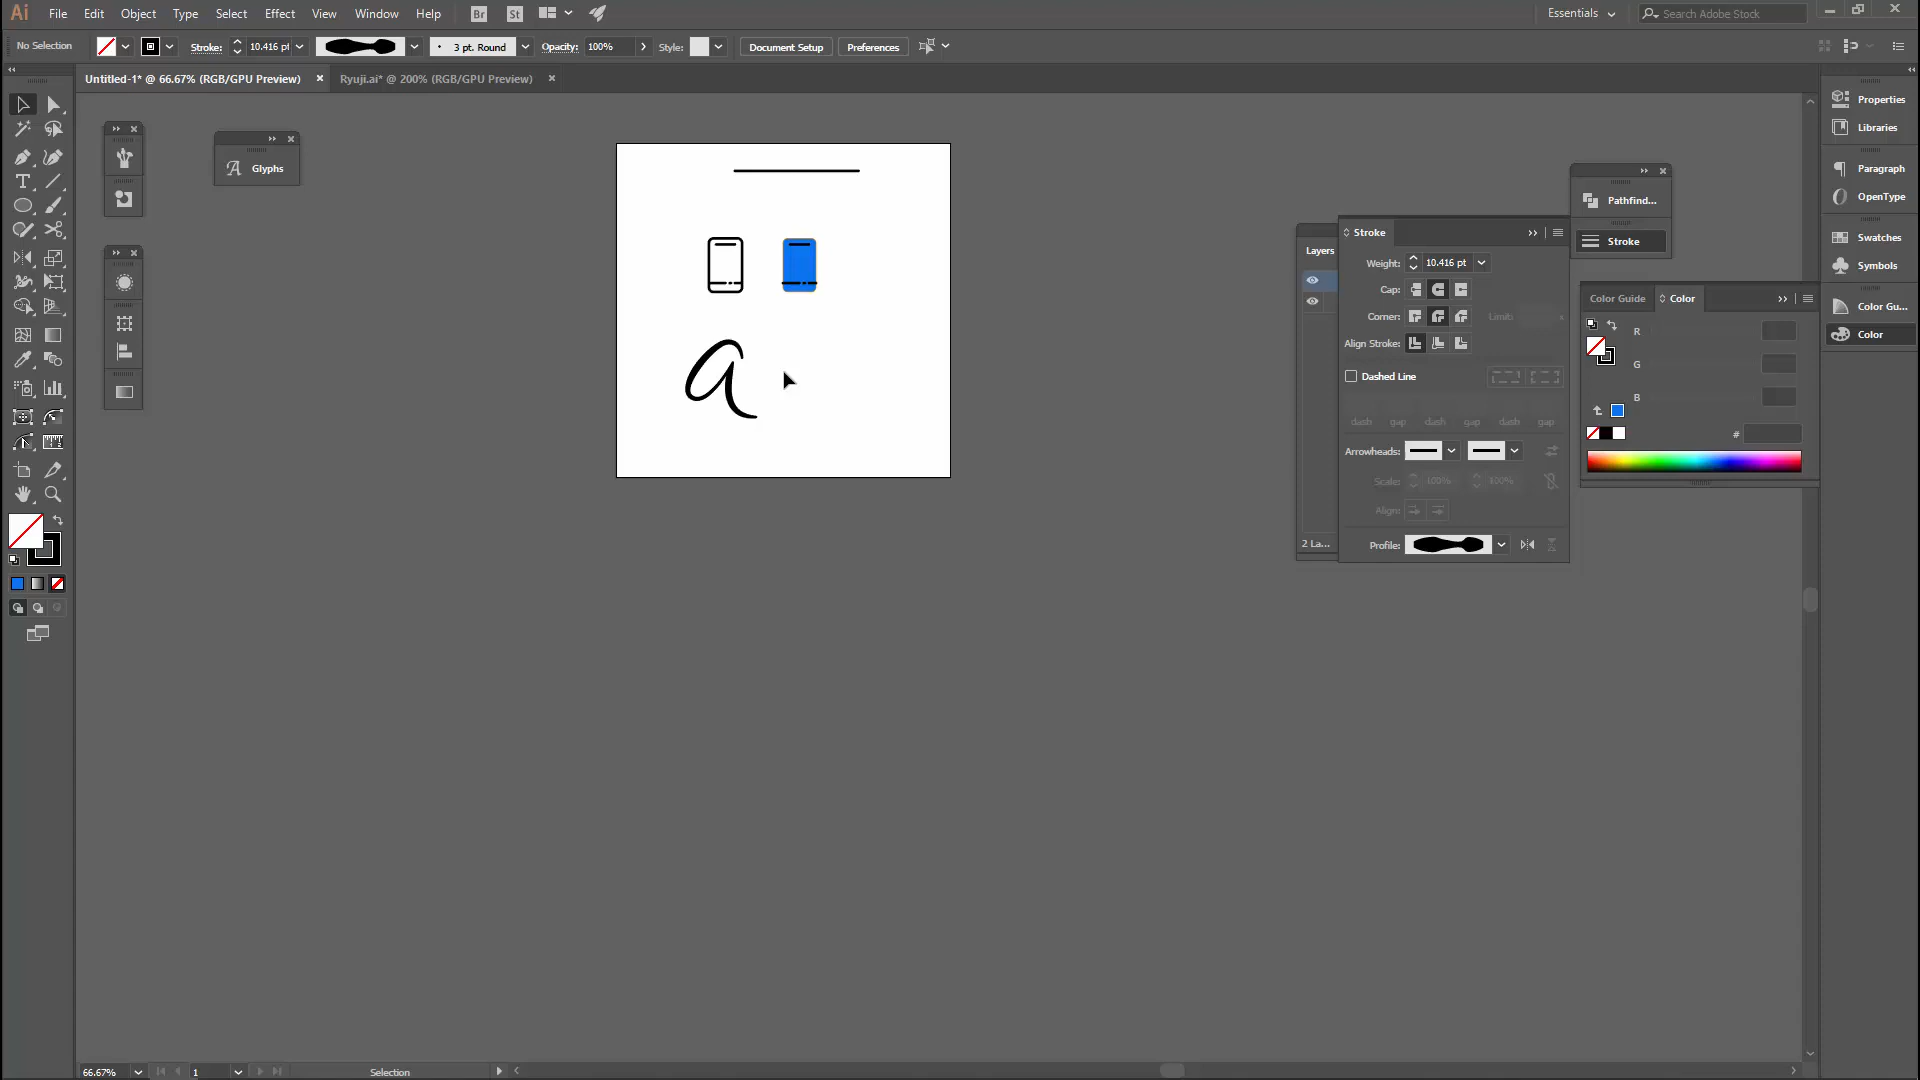 Ai File Edit Object Type Select Effect View Window Help Br St Essentials Search Adobe Stock
No Selection Stroke: 10.416 pt 3 pt. Round Opacity: 100% Style: Document Setup Preferences
Untitled-1* @ 66.67% (RGB/GPU Preview) Ryuji.ai* @ 200% (RGB/GPU Preview)
Glyphs
a
Layers
2 La...
Stroke
Weight: 10.416 pt
Cap:
Corner: Limit: x
Align Stroke:
Dashed Line
dash gap dash gap dash gap
Arrowheads:
Scale: 100% 100%
Align:
Profile:
Pathfind...
Stroke
Color Guide Color
R
G
B
#
Properties
Libraries
Paragraph
OpenType
Swatches
Symbols
Color Gu...
Color
66.67% 1 Selection